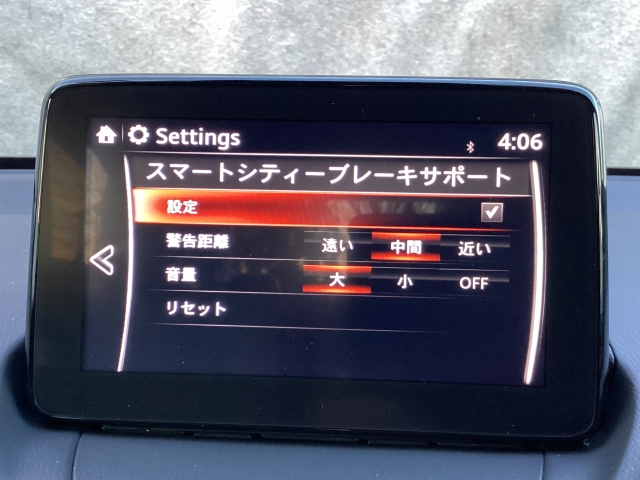 Settings 4:06
スマートシティーブレーキサポート
設定
警告距離 遠い 中間 近い
音量 大 小 OFF
リセット